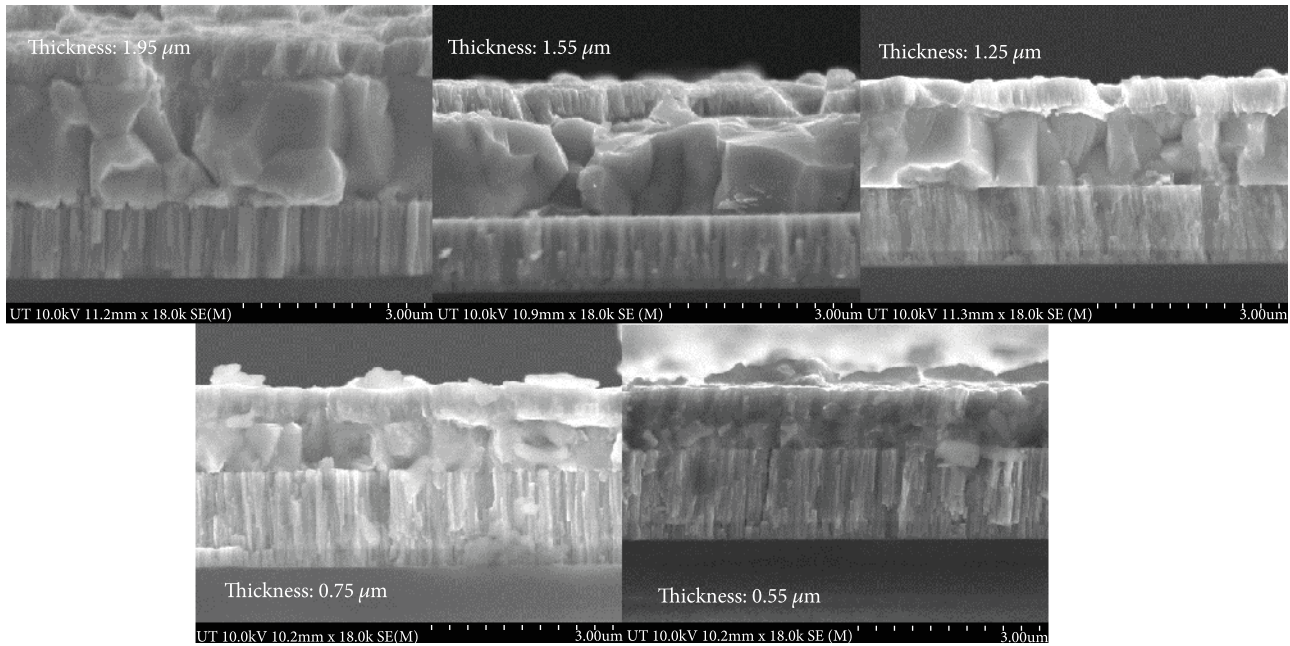 Thickness: 1.95 μm
Thickness: 1.55 μm
Thickness: 1.25 μm
UT 10.0kV 11.2mm x 18.0k SE(M)
3.00um
UT 10.0kV 10.9mm x 18.0k SE (M)
3.00um
UT 10.0kV 11.3mm x 18.0k SE (M)
3.00um
Thickness: 0.75 μm
Thickness: 0.55 μm
UT 10.0kV 10.2mm x 18.0k SE(M)
3.00um
UT 10.0kV 10.2mm x 18.0k SE (M)
3.00um